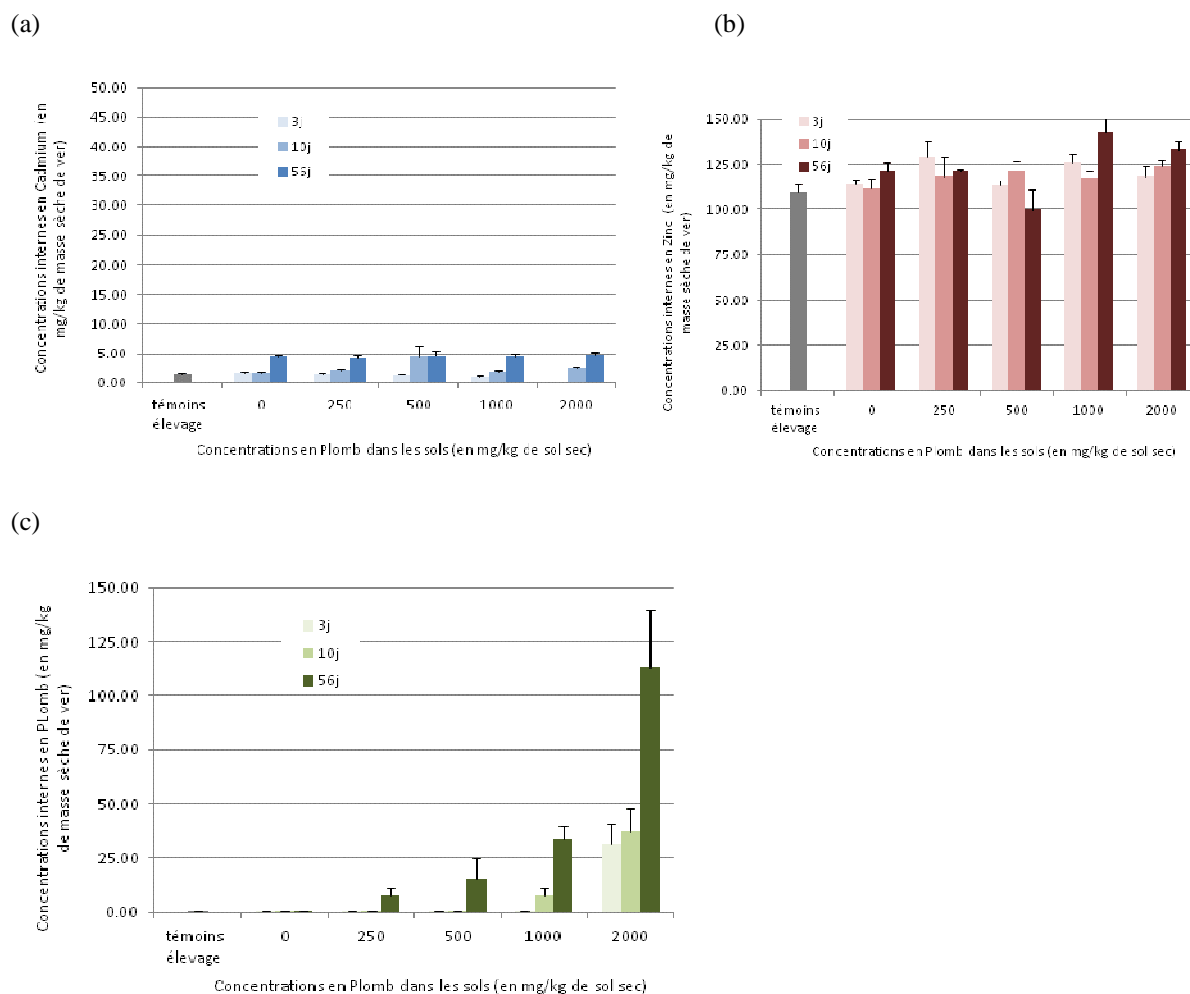 (a)
(b)
Concentrations internes en Cadmium (en
mg/kg de masse sèche de ver)
50.00
45.00
40.00
35.00
30.00
25.00
20.00
15.00
10.00
5.00
0.00
3j
10j
56j
témoins
élevage
0
250
500
1000
2000
Concentrations en Plomb dans les sols (en mg/kg de sol sec)
Concentrations internes en Zinc (en mg/kg de
masse sèche de ver)
150.00
125.00
100.00
75.00
50.00
25.00
0.00
3j
10j
56j
témoins
élevage
0
250
500
1000
2000
Concentrations en Plomb dans les sols (en mg/kg de sol sec)
(c)
Concentrations internes en PLomb (en mg/kg
de masse sèche de ver)
150.00
125.00
100.00
75.00
50.00
25.00
0.00
3j
10j
56j
témoins
élevage
0
250
500
1000
2000
Concentrations en Plomb dans les sols (en mg/kg de sol sec)